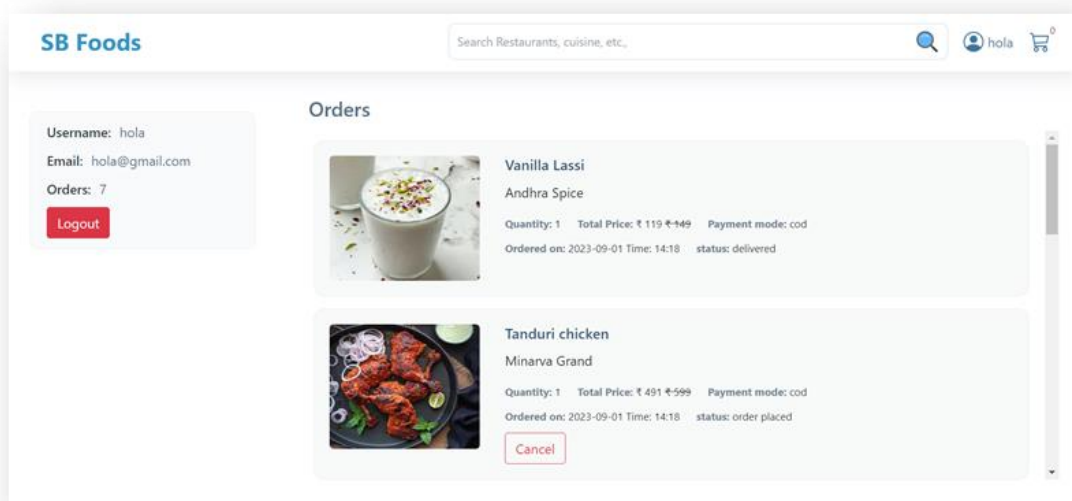 SB Foods
Search Restaurants, cuisine, etc.,
hola
0
Username: hola
Email: hola@gmail.com
Orders: 7
Logout
Orders
Vanilla Lassi
Andhra Spice
Quantity: 1 Total Price: ₹ 119 ₹ 149 Payment mode: cod
Ordered on: 2023-09-01 Time: 14:18 status: delivered
Tanduri chicken
Minarva Grand
Quantity: 1 Total Price: ₹ 491 ₹ 599 Payment mode: cod
Ordered on: 2023-09-01 Time: 14:18 status: order placed
Cancel